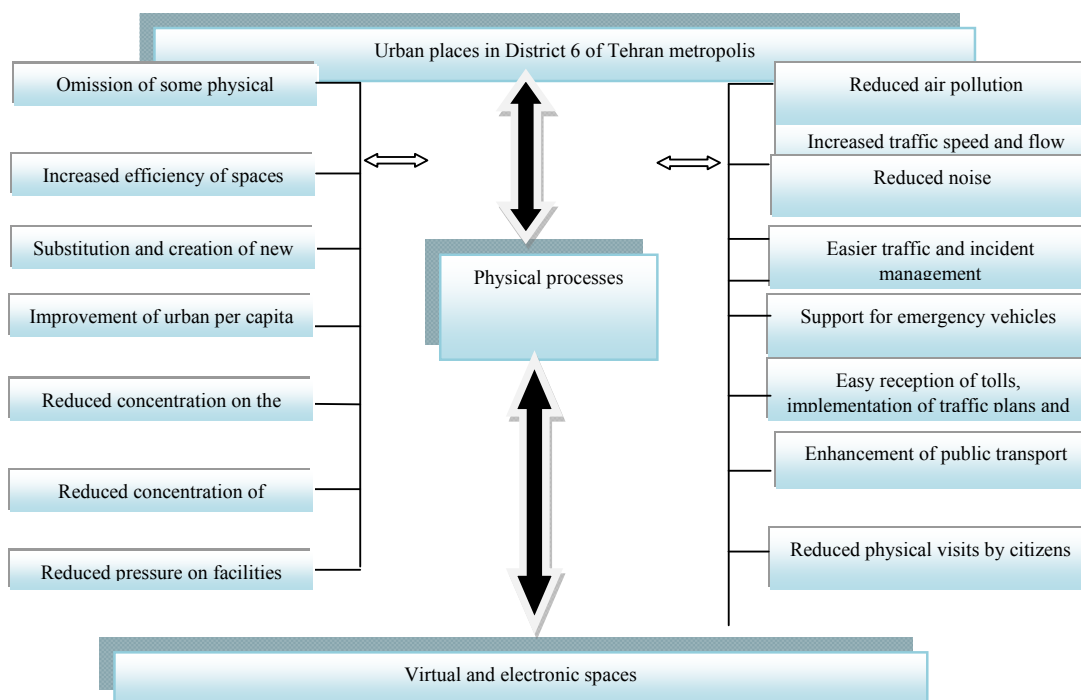 Urban places in District 6 of Tehran metropolis
Omission of some physical
Increased efficiency of spaces
Substitution and creation of new
Improvement of urban per capita
Reduced concentration on the
Reduced concentration of
Reduced pressure on facilities
Physical processes
Reduced air pollution
Increased traffic speed and flow
Reduced noise
Easier traffic and incident
management
Support for emergency vehicles
Easy reception of tolls,
implementation of traffic plans and
Enhancement of public transport
Reduced physical visits by citizens
Virtual and electronic spaces